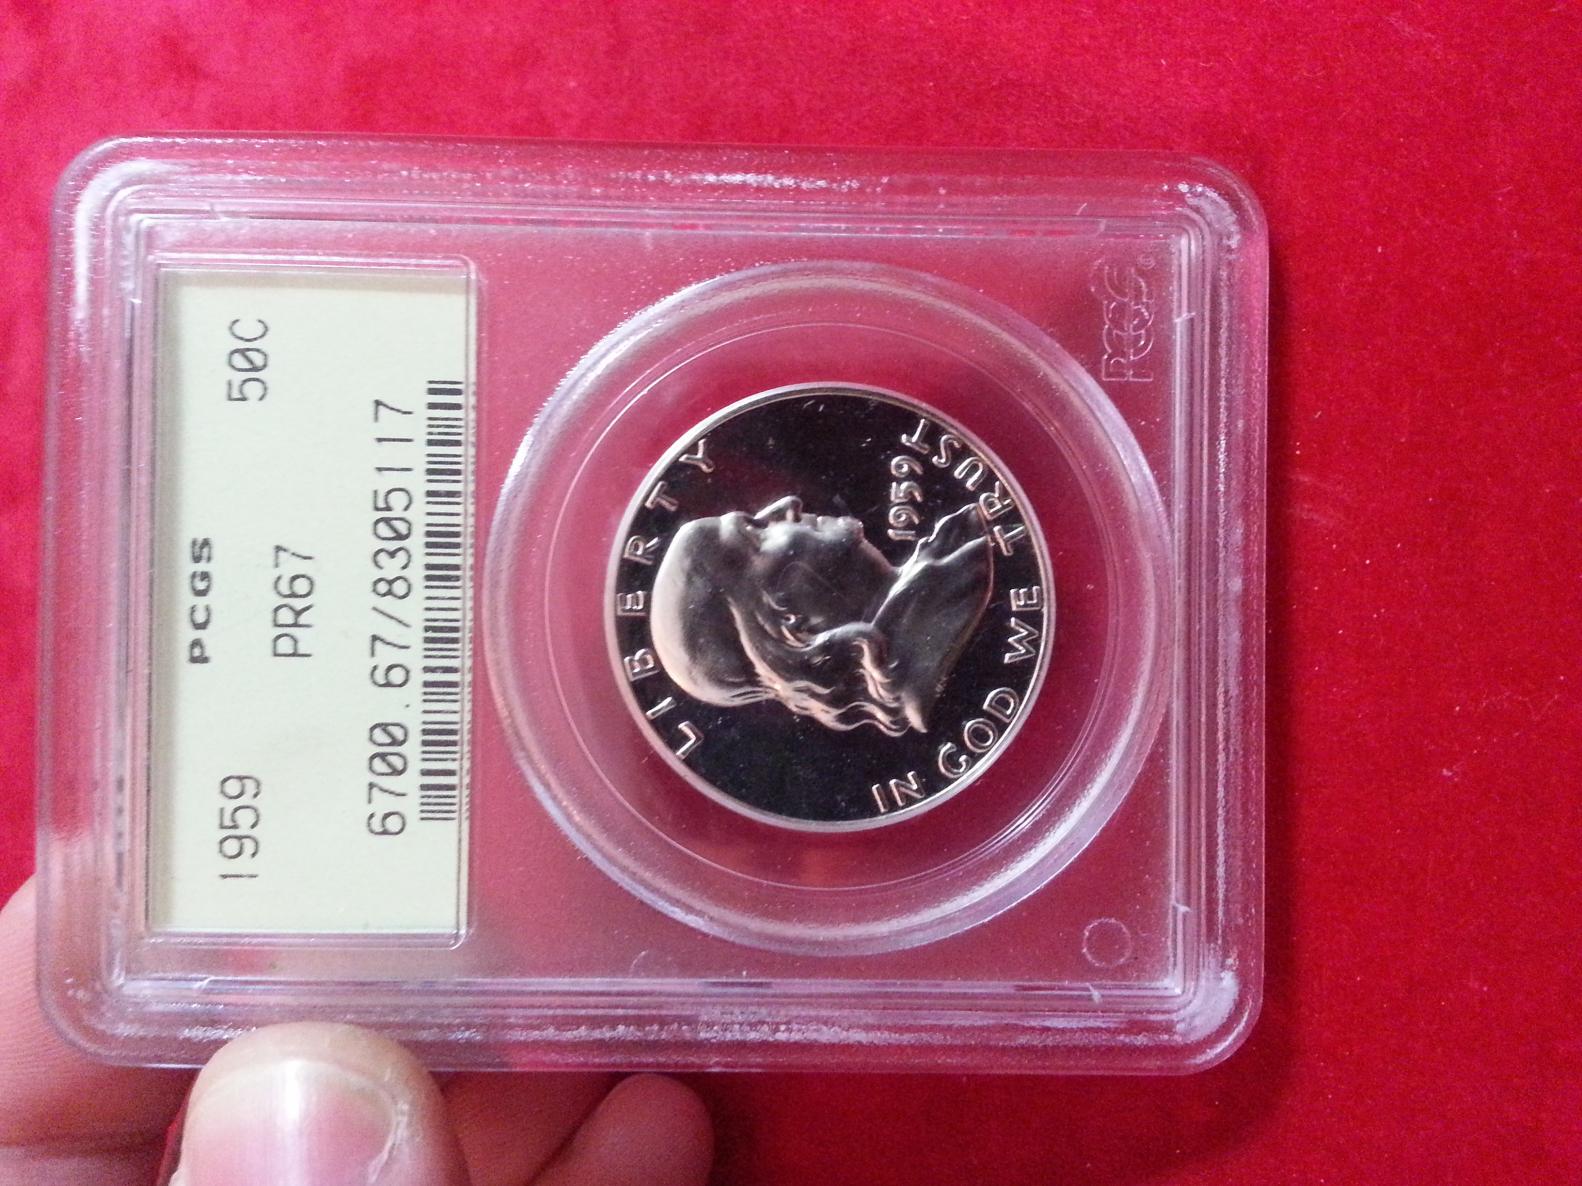 PCGS
1959 50C
PR67
6700.67/8305117
PCGS
LIBERTY
1959
IN GOD WE TRUST